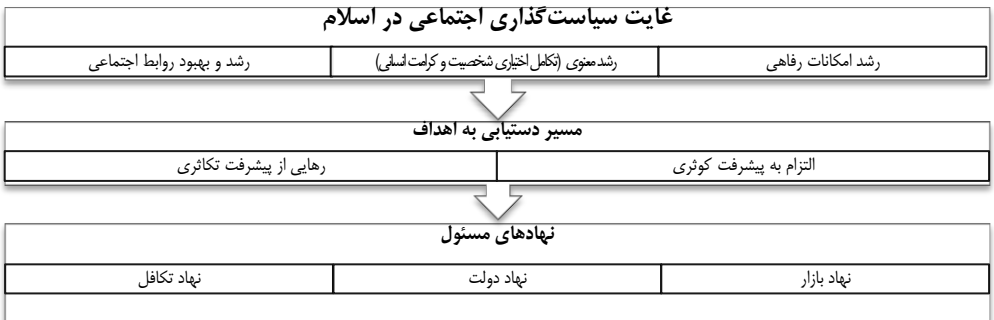 غایت سیاست‌گذاری اجتماعی در اسلام
رشد امکانات رفاهی
رشد معنوی (تکامل اختیاری شخصیت و کرامت انسانی)
رشد و بهبود روابط اجتماعی
مسیر دستیابی به اهداف
التزام به پیشرفت کوثری
رهایی از پیشرفت تکاثری
نهادهای مسئول
نهاد بازار
نهاد دولت
نهاد تکافل